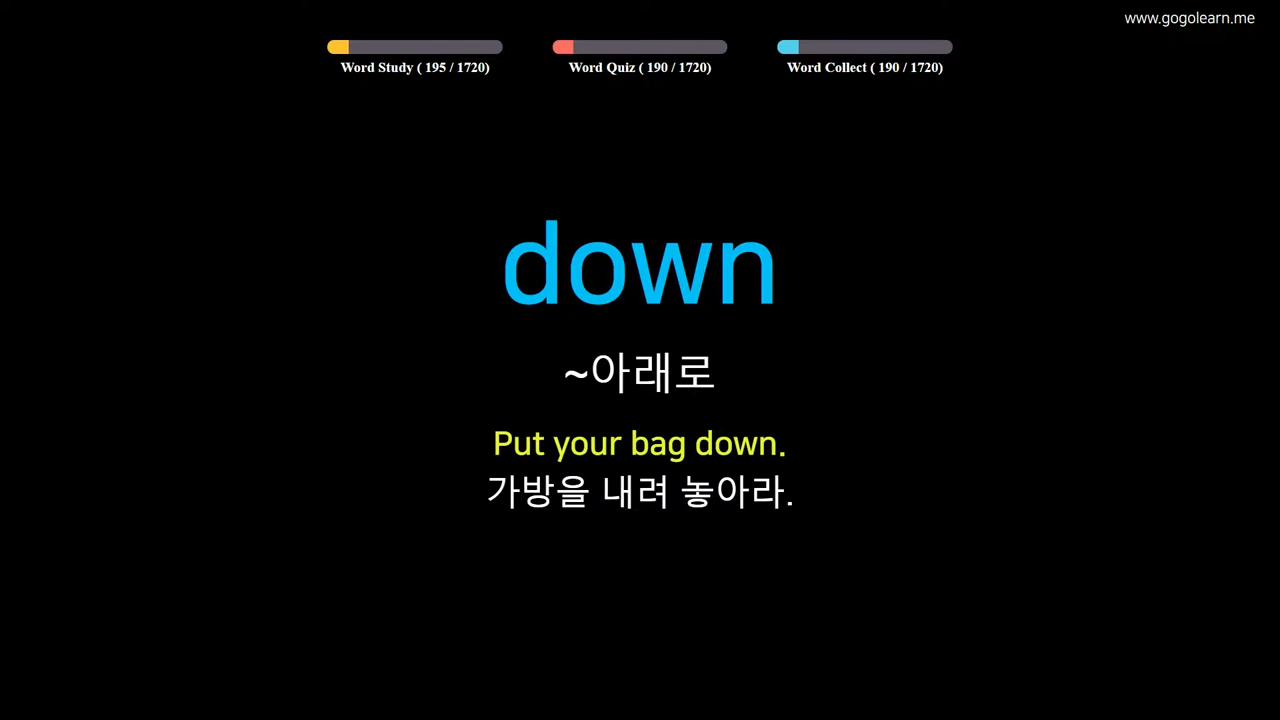 www.gogolearn.me
Word Study ( 195 / 1720)
Word Quiz ( 190 / 1720)
Word Collect ( 190 / 1720)
down
~아래로
Put your bag down.
가방을 내려 놓아라.